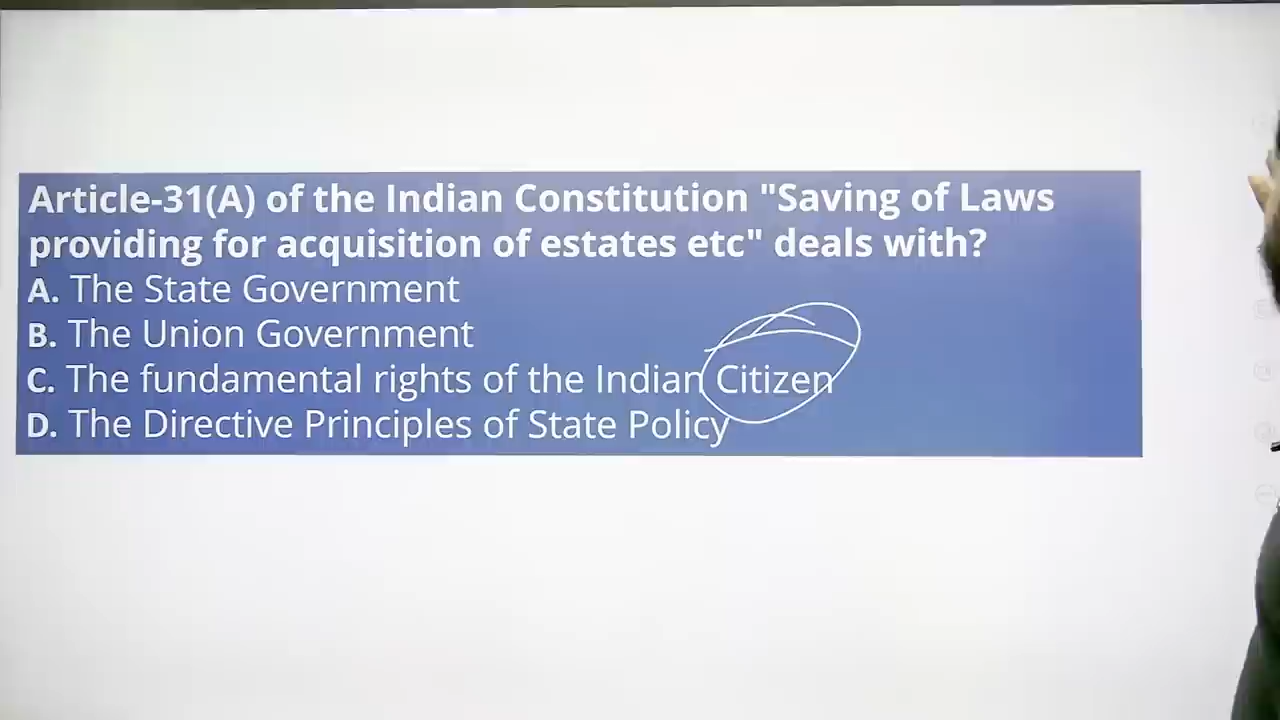 Article-31(A) of the Indian Constitution "Saving of Laws
providing for acquisition of estates etc" deals with?
A. The State Government
B. The Union Government
C. The fundamental rights of the Indian Citizen
D. The Directive Principles of State Policy